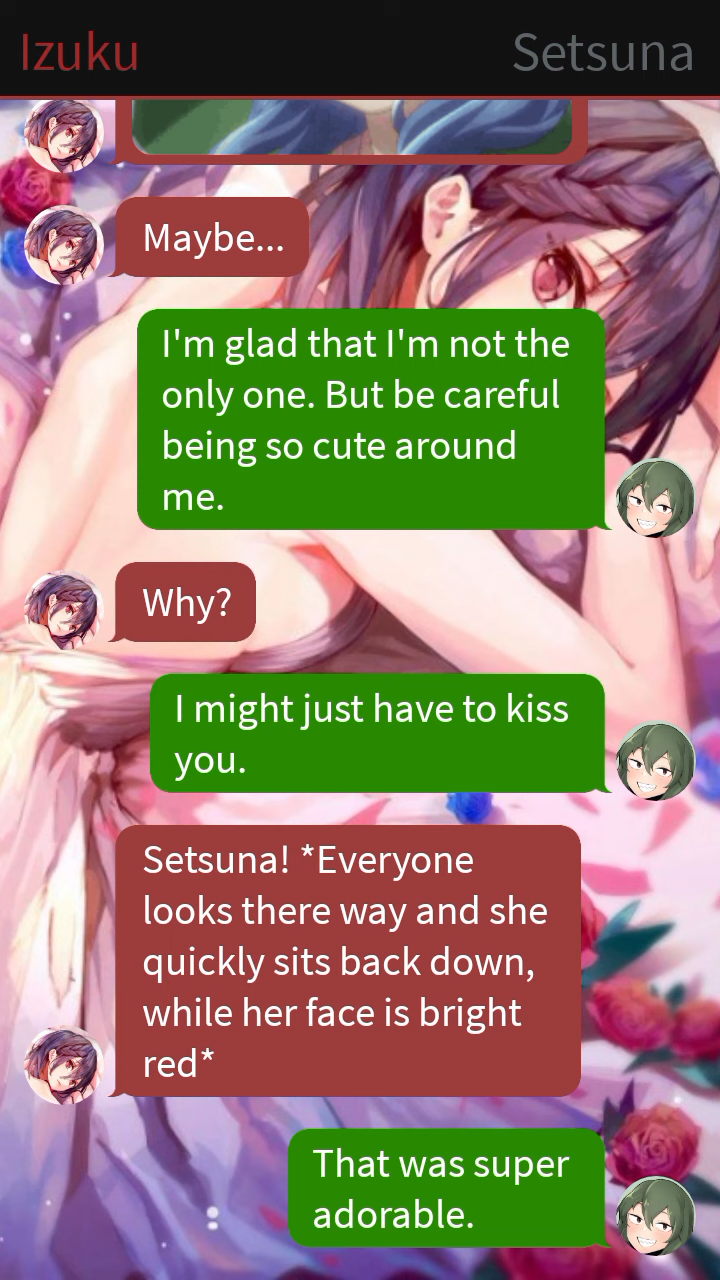 Izuku
Setsuna
Maybe...
I'm glad that I'm not the
only one. But be careful
being so cute around
me.
Why?
I might just have to kiss
you.
Setsuna! *Everyone
looks there way and she
quickly sits back down,
while her face is bright
red*
That was super
adorable.